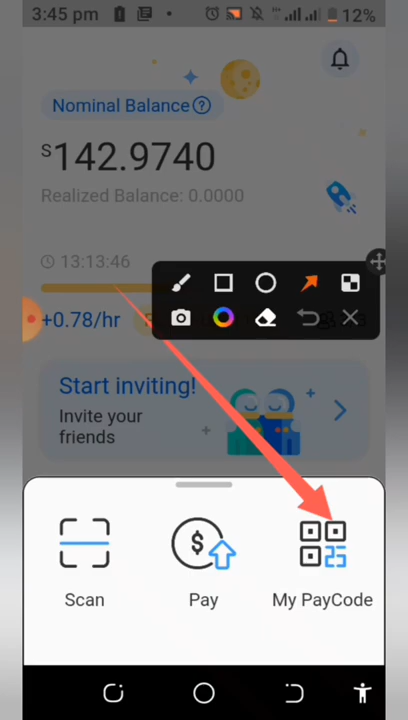 3:45 pm
12%
Nominal Balance ?
S142.9740
Realized Balance: 0.0000
13:13:46
+0.78/hr
Start inviting!
Invite your
friends
$
Scan
Pay
My PayCode